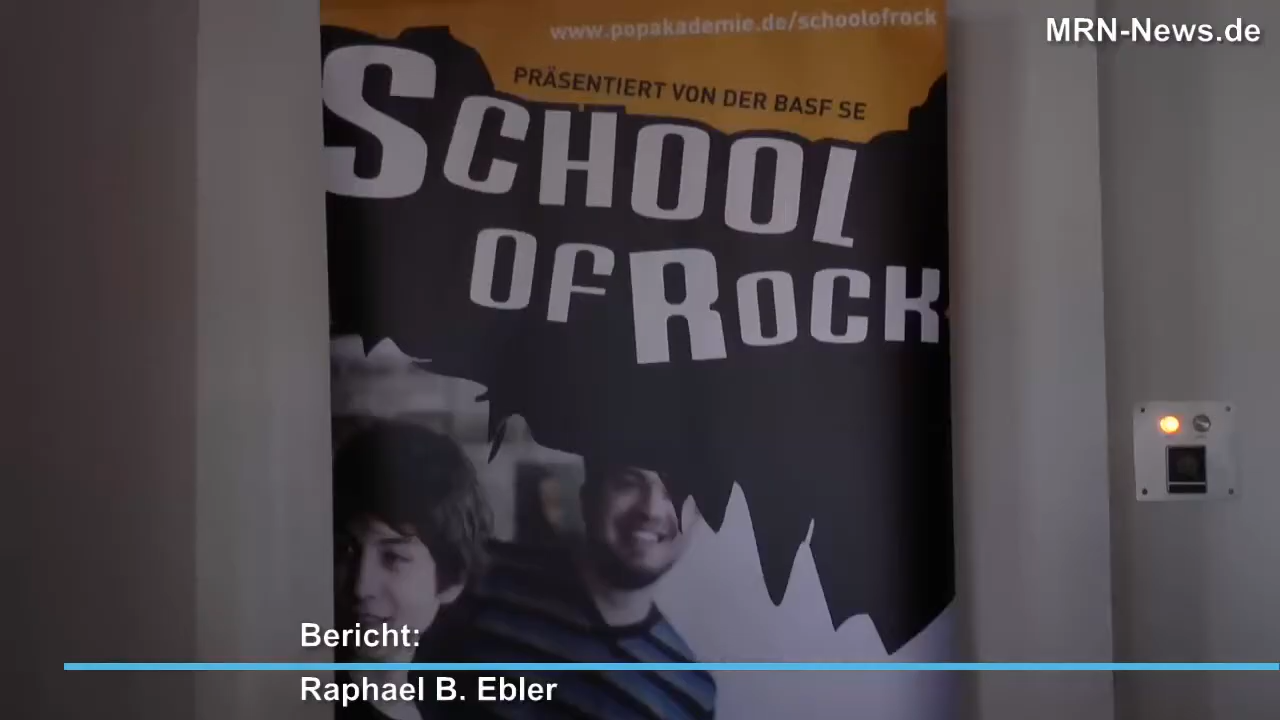 MRN-News.de
www.popakademie.de/schoolofrock
PRÄSENTIERT VON DER BASF SE
SCHOOL
OF ROCK
Bericht:
Raphael B. Ebler